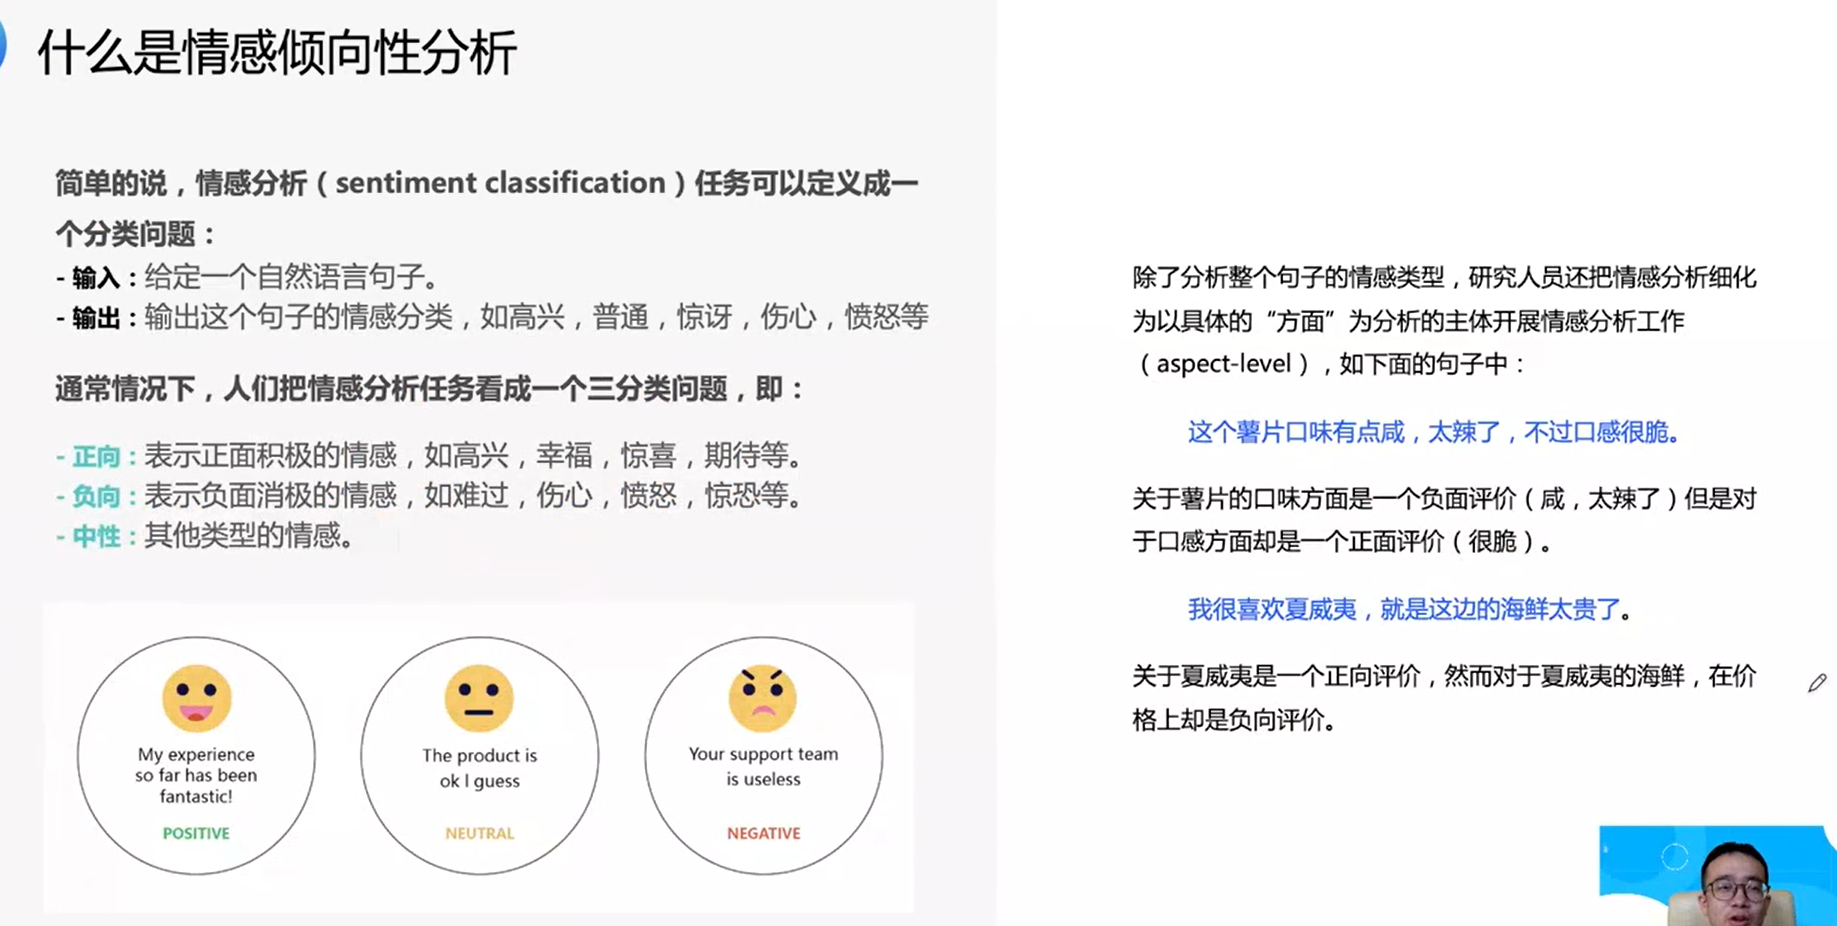 什么是情感倾向性分析
简单的说，情感分析（sentiment classification）任务可以定义成一
个分类问题：
- 输入：给定一个自然语言句子。
- 输出：输出这个句子的情感分类，如高兴，普通，惊讶，伤心，愤怒等
通常情况下，人们把情感分析任务看成一个三分类问题，即：
- 正向：表示正面积极的情感，如高兴，幸福，惊喜，期待等。
- 负向：表示负面消极的情感，如难过，伤心，愤怒，惊恐等。
- 中性：其他类型的情感。
My experience
so far has been
fantastic!
POSITIVE
The product is
ok I guess
NEUTRAL
Your support team
is useless
NEGATIVE
除了分析整个句子的情感类型，研究人员还把情感分析细化
为以具体的“方面”为分析的主体开展情感分析工作
（aspect-level），如下面的句子中：
这个薯片口味有点咸，太辣了，不过口感很脆。
关于薯片的口味方面是一个负面评价（咸，太辣了）但是对
于口感方面却是一个正面评价（很脆）。
我很喜欢夏威夷，就是这边的海鲜太贵了。
关于夏威夷是一个正向评价，然而对于夏威夷的海鲜，在价
格上却是负向评价。